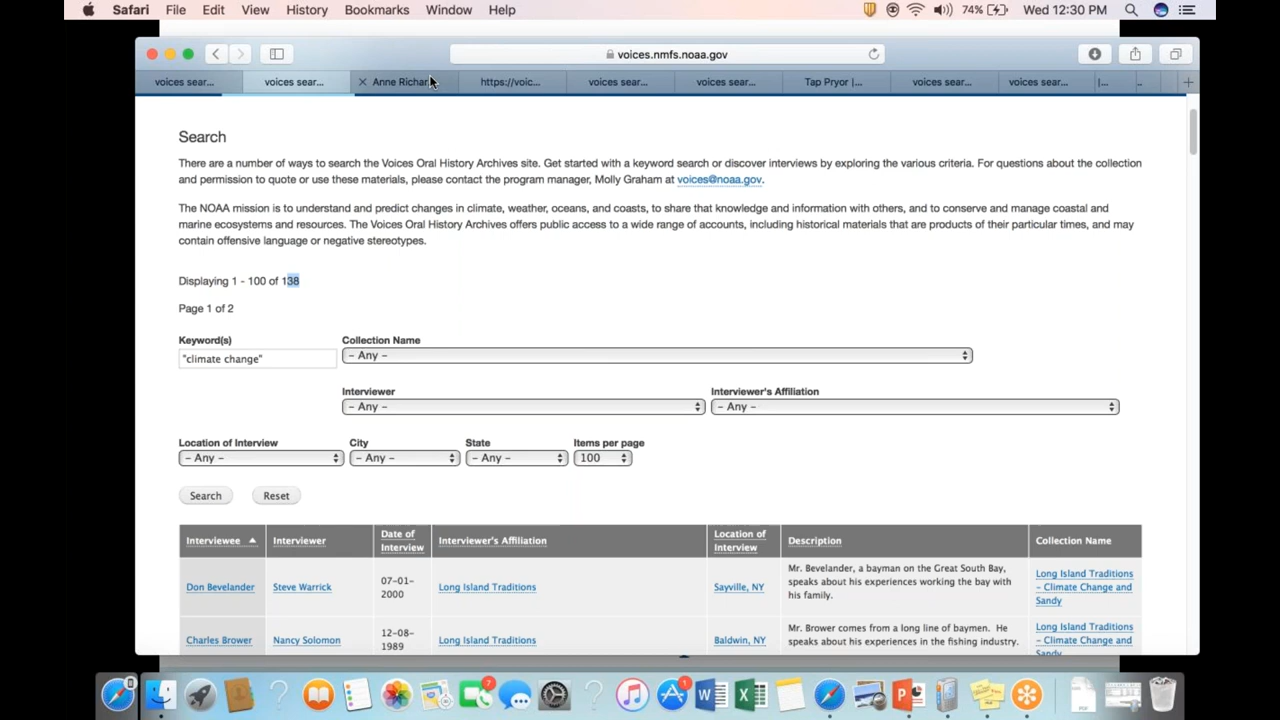 Safari File Edit View History Bookmarks Window Help 74% Wed 12:30 PM
voices.nmfs.noaa.gov
voices sear... voices sear... Anne Richar https://voic... voices sear... voices sear... Tap Pryor |... voices sear... voices sear... |... ..
Search
There are a number of ways to search the Voices Oral History Archives site. Get started with a keyword search or discover interviews by exploring the various criteria. For questions about the collection
and permission to quote or use these materials, please contact the program manager, Molly Graham at voices@noaa.gov.
The NOAA mission is to understand and predict changes in climate, weather, oceans, and coasts, to share that knowledge and information with others, and to conserve and manage coastal and
marine ecosystems and resources. The Voices Oral History Archives offers public access to a wide range of accounts, including historical materials that are products of their particular times, and may
contain offensive language or negative stereotypes.
Displaying 1 - 100 of 138
Page 1 of 2
Keyword(s) Collection Name
"climate change" – Any –
Interviewer Interviewer's Affiliation
– Any – – Any –
Location of Interview City State Items per page
– Any – – Any – – Any – 100
Search Reset
Interviewee Interviewer Date of Interview Interviewer's Affiliation Location of Interview Description Collection Name
Don Bevelander Steve Warrick 07-01-2000 Long Island Traditions Sayville, NY Mr. Bevelander, a bayman on the Great South Bay, speaks about his experiences working the bay with his family. Long Island Traditions - Climate Change and Sandy
Charles Brower Nancy Solomon 12-08-1989 Long Island Traditions Baldwin, NY Mr. Brower comes from a long line of baymen. He speaks about his experiences in the fishing industry. Long Island Traditions - Climate Change and Sandy
7 1